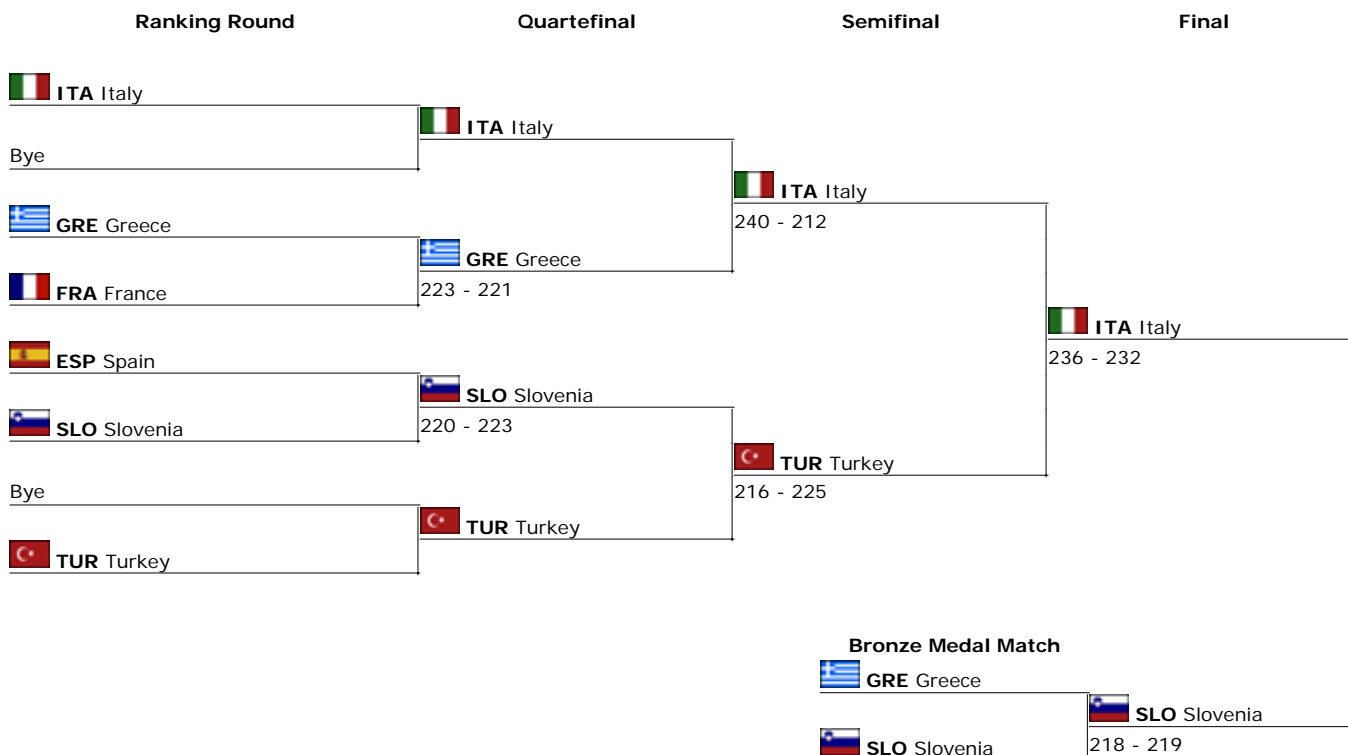 Ranking Round Quartefinal Semifinal Final
ITA Italy
ITA Italy
Bye
ITA Italy
GRE Greece
240 - 212
GRE Greece
FRA France
223 - 221
ITA Italy
ESP Spain
236 - 232
SLO Slovenia
SLO Slovenia
220 - 223
TUR Turkey
Bye
216 - 225
TUR Turkey
TUR Turkey
Bronze Medal Match
GRE Greece
SLO Slovenia
SLO Slovenia
218 - 219